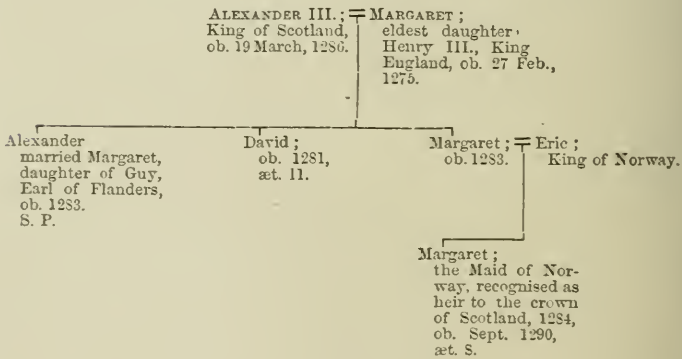 ALEXANDER III. ; = MARGARET ;
King of Scotland,
ob. 19 March, 1286.
eldest daughter
Henry III., King
England, ob. 27 Feb.,
1275.
Alexander
married Margaret,
daughter of Guy,
Earl of Flanders,
ob. 1283.
S. P.
David ;
ob. 1281,
æt. 11.
Margaret ; = Eric ;
ob. 1283.
King of Norway.
Margaret ;
the Maid of Nor-
way, recognised as
heir to the crown
of Scotland, 1284,
ob. Sept. 1290,
æt. 8.